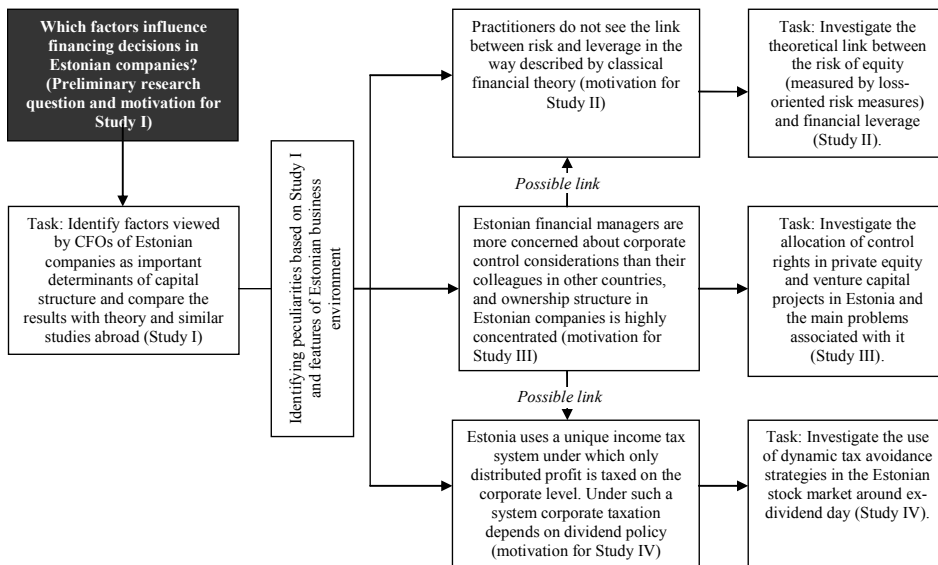 Which factors influence
financing decisions in
Estonian companies?
(Preliminary research
question and motivation for
Study I)
Task: Identify factors viewed
by CFOs of Estonian
companies as important
determinants of capital
structure and compare the
results with theory and similar
studies abroad (Study I)
Identifying peculiarities based on Study I
and features of Estonian business
environment
Practitioners do not see the link
between risk and leverage in the
way described by classical
financial theory (motivation for
Study II)
Task: Investigate the
theoretical link between
the risk of equity
(measured by loss-
oriented risk measures)
and financial leverage
(Study II).
Possible link
Estonian financial managers are
more concerned about corporate
control considerations than their
colleagues in other countries,
and ownership structure in
Estonian companies is highly
concentrated (motivation for
Study III)
Task: Investigate the
allocation of control
rights in private equity
and venture capital
projects in Estonia and
the main problems
associated with it
(Study III).
Possible link
Estonia uses a unique income tax
system under which only
distributed profit is taxed on the
corporate level. Under such a
system corporate taxation
depends on dividend policy
(motivation for Study IV)
Task: Investigate the use
of dynamic tax avoidance
strategies in the Estonian
stock market around ex-
dividend day (Study IV).